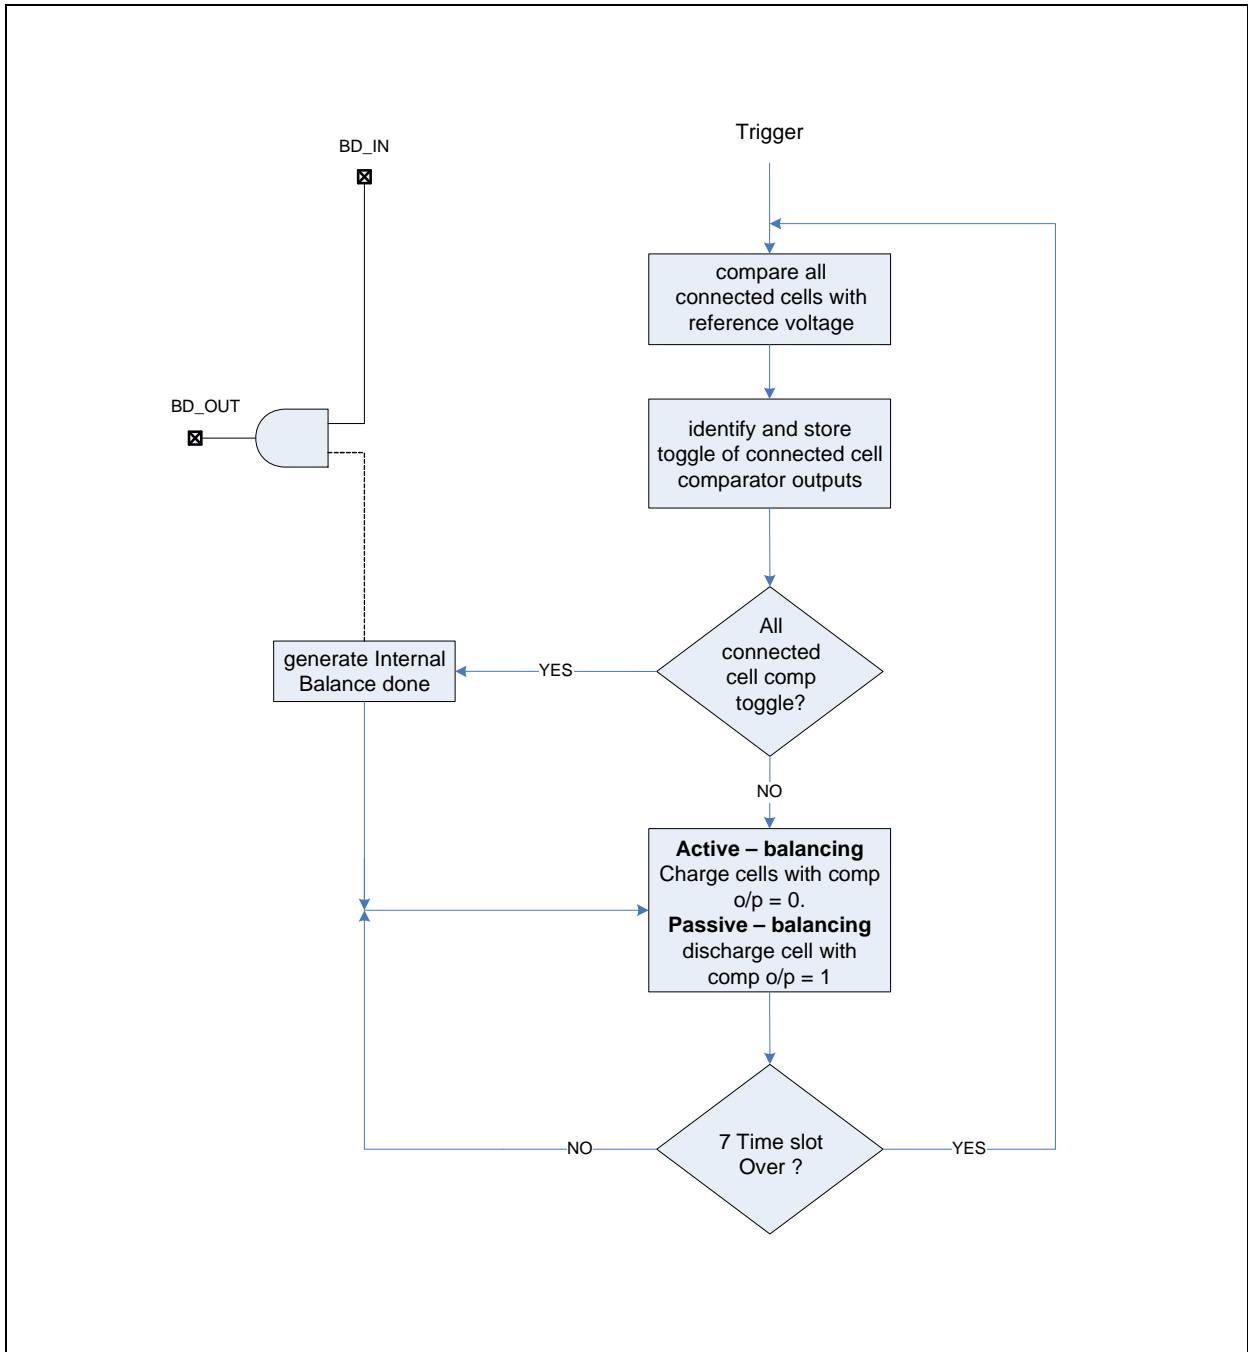 Trigger
BD_IN
compare all
connected cells with
reference voltage
BD_OUT
identify and store
toggle of connected cell
comparator outputs
All
connected
cell comp
toggle?
YES
generate Internal
Balance done
NO
Active – balancing
Charge cells with comp
o/p = 0.
Passive – balancing
discharge cell with
comp o/p = 1
7 Time slot
Over ?
NO
YES